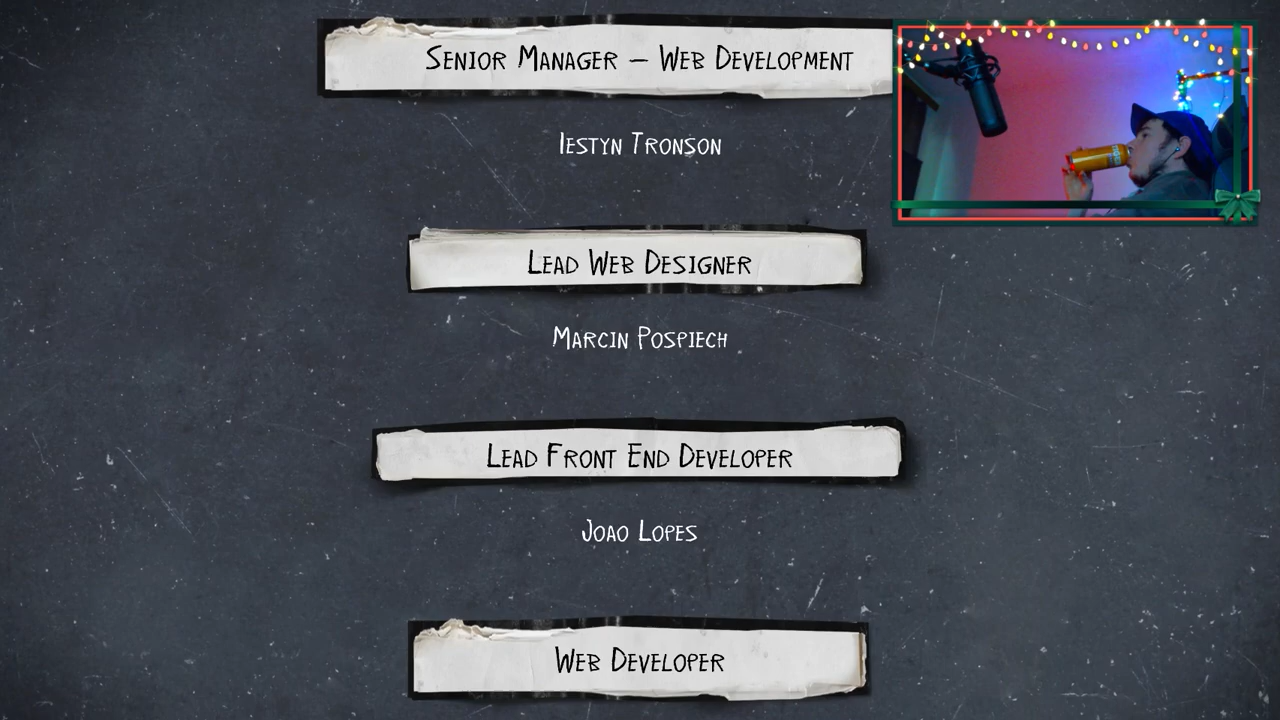 Senior Manager – Web Development
Iestyn Tronson
Lead Web Designer
Marcin Pospiech
Lead Front End Developer
Joao Lopes
Web Developer